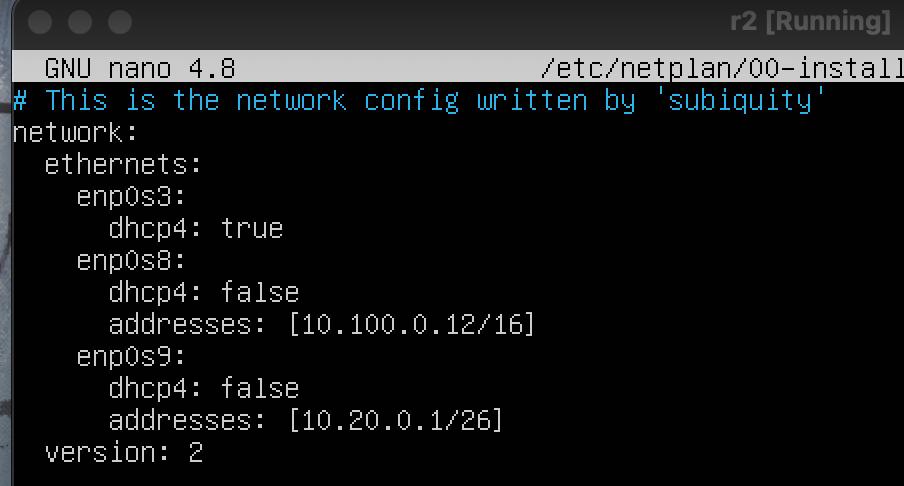 r2 [Running]
GNU nano 4.8 /etc/netplan/00-install
# This is the network config written by 'subiquity'
network:
  ethernets:
    enp0s3:
      dhcp4: true
    enp0s8:
      dhcp4: false
      addresses: [10.100.0.12/16]
    enp0s9:
      dhcp4: false
      addresses: [10.20.0.1/26]
  version: 2